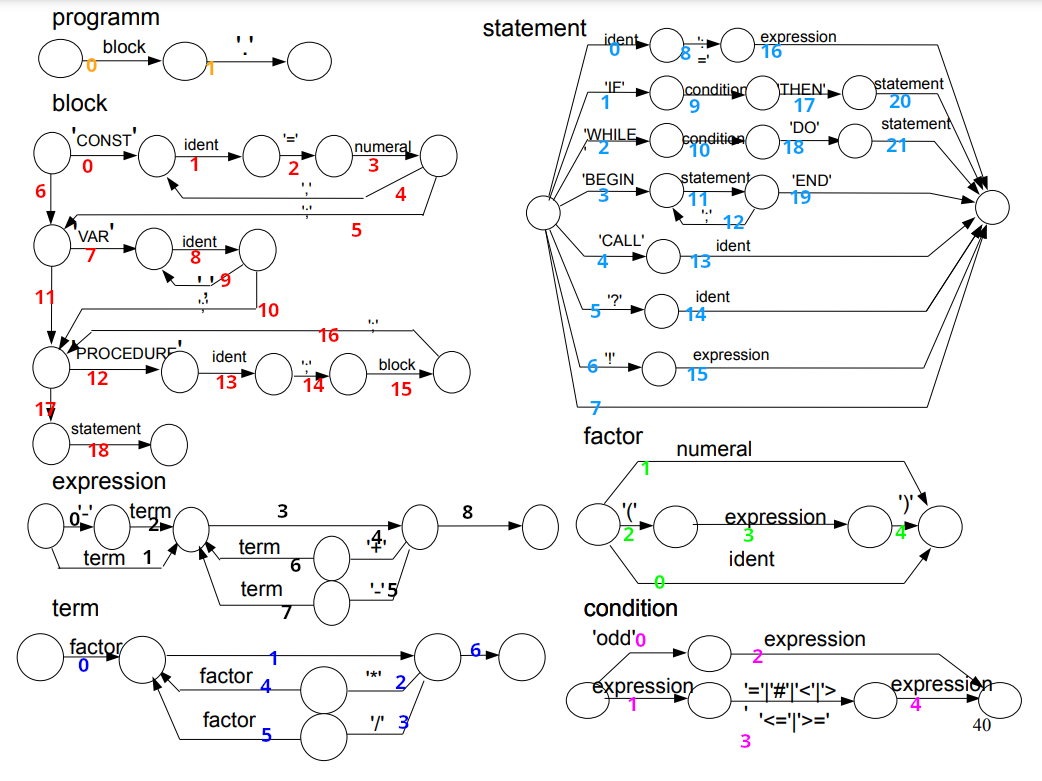 programm
block
'.'
0
1
block
'CONST'
ident
'='
numeral
0
1
2
3
','
4
6
';'
5
'VAR'
ident
7
8
','
9
11
';'
10
16
';'
'PROCEDURE'
ident
';'
block
12
13
14
15
17
statement
18
expression
'-'
term
0
2
3
8
term
1
term
'+'
4
6
term
'-'
5
7
term
factor
0
1
6
factor
4
'*'
2
factor
5
'/'
3
statement
ident
':
='
expression
0
8
16
'IF'
condition
'THEN'
statement
1
9
17
20
'WHILE
'
condition
'DO'
statement
2
10
18
21
'BEGIN
statement
'END'
3
11
19
';'
12
'CALL'
ident
4
13
'?'
ident
5
14
'!'
expression
6
15
7
factor
numeral
1
'('
expression
')'
2
3
4
ident
0
condition
'odd'
0
expression
2
expression
1
'='|'#'|'<'|'>
'
'<='|'>='
3
expression
4
40